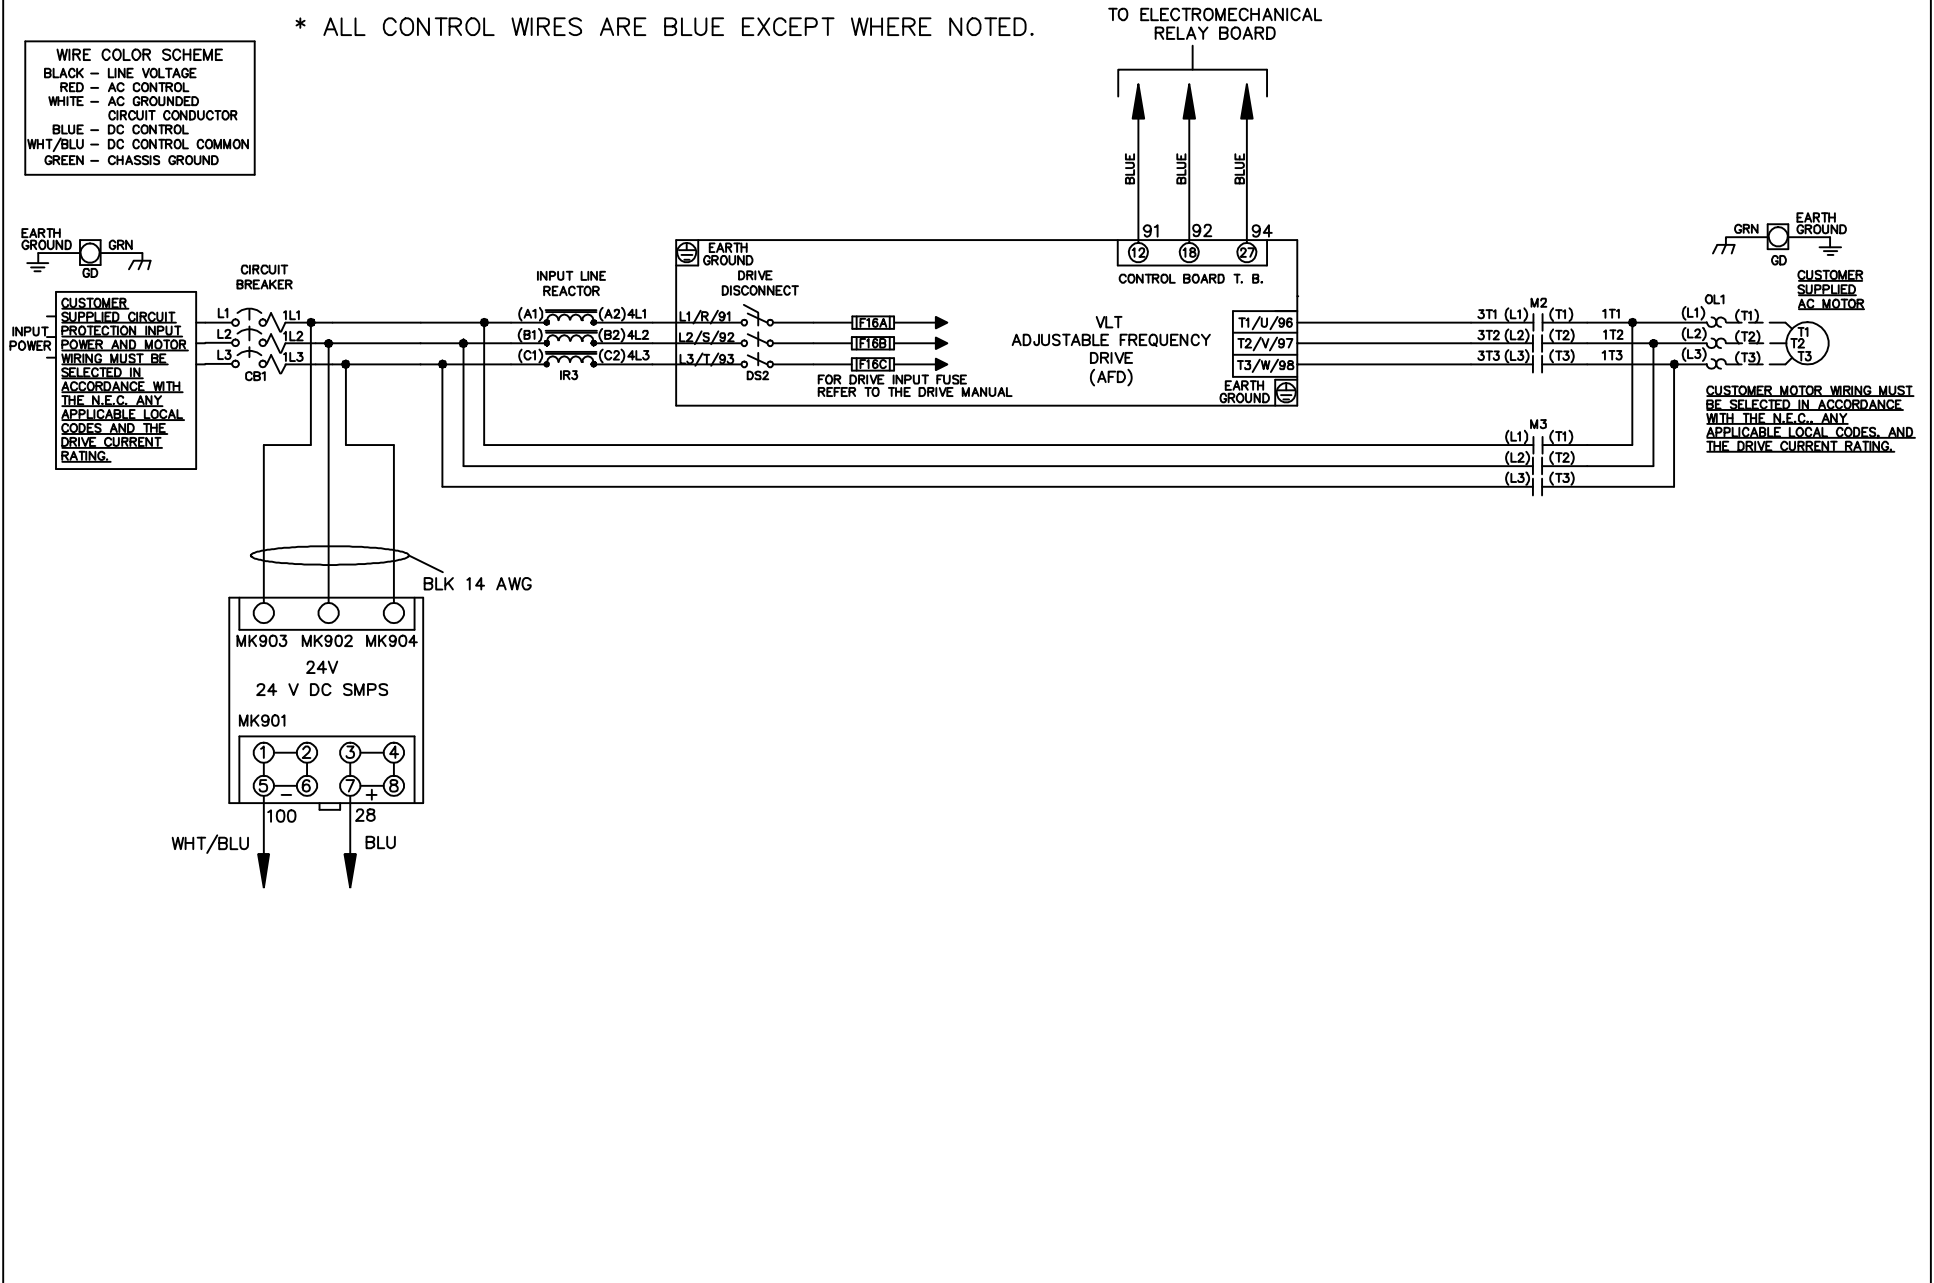 * ALL CONTROL WIRES ARE BLUE EXCEPT WHERE NOTED.
TO ELECTROMECHANICAL
RELAY BOARD
WIRE COLOR SCHEME
BLACK – LINE VOLTAGE
RED – AC CONTROL
WHITE – AC GROUNDED
CIRCUIT CONDUCTOR
BLUE – DC CONTROL
WHT/BLU – DC CONTROL COMMON
GREEN – CHASSIS GROUND
BLUE
BLUE
BLUE
91 92 94
12 18 27
CONTROL BOARD T. B.
EARTH
GROUND
GRN
GD
CIRCUIT
BREAKER
INPUT LINE
REACTOR
EARTH
GROUND
DRIVE
DISCONNECT
GRN
EARTH
GROUND
GD
CUSTOMER
SUPPLIED
AC MOTOR
INPUT
POWER
CUSTOMER
SUPPLIED CIRCUIT
PROTECTION INPUT
POWER AND MOTOR
WIRING MUST BE
SELECTED IN
ACCORDANCE WITH
THE N.E.C. ANY
APPLICABLE LOCAL
CODES AND THE
DRIVE CURRENT
RATING.
L1 1L1
L2 1L2
L3 1L3
CB1
(A1) (A2)4L1
(B1) (B2)4L2
(C1) (C2)4L3
IR3
L1/R/91
L2/S/92
L3/T/93
DS2
F16A
F16B
F16C
FOR DRIVE INPUT FUSE
REFER TO THE DRIVE MANUAL
VLT
ADJUSTABLE FREQUENCY
DRIVE
(AFD)
T1/U/96
T2/V/97
T3/W/98
EARTH
GROUND
M2
3T1 (L1) (T1) 1T1
3T2 (L2) (T2) 1T2
3T3 (L3) (T3) 1T3
OL1
(L1) (T1)
(L2) (T2)
(L3) (T3)
T1
T2
T3
CUSTOMER MOTOR WIRING MUST
BE SELECTED IN ACCORDANCE
WITH THE N.E.C., ANY
APPLICABLE LOCAL CODES, AND
THE DRIVE CURRENT RATING.
M3
(L1) (T1)
(L2) (T2)
(L3) (T3)
BLK 14 AWG
MK903 MK902 MK904
24V
24 V DC SMPS
MK901
1 2 3 4
5 6 7 8
– +
100 28
WHT/BLU BLU